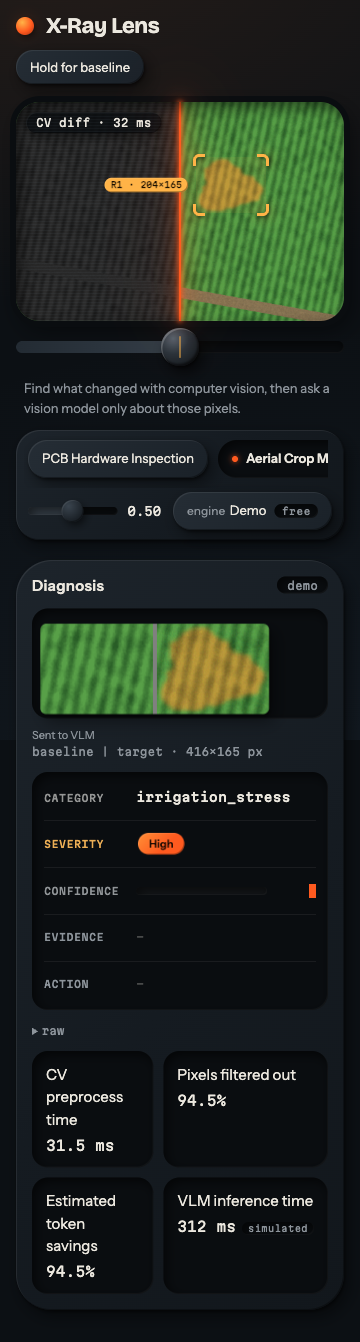 X-Ray Lens
Hold for baseline
CV diff · 32 ms
R1 · 204×165
Find what changed with computer vision, then ask a
vision model only about those pixels.
PCB Hardware Inspection
Aerial Crop M
0.50
engine Demo free
Diagnosis
demo
Sent to VLM
baseline | target · 416×165 px
CATEGORY irrigation_stress
SEVERITY High
CONFIDENCE
EVIDENCE –
ACTION –
raw
CV
preprocess
time
31.5 ms
Pixels filtered out
94.5%
Estimated
token
savings
94.5%
VLM inference time
312 ms simulated